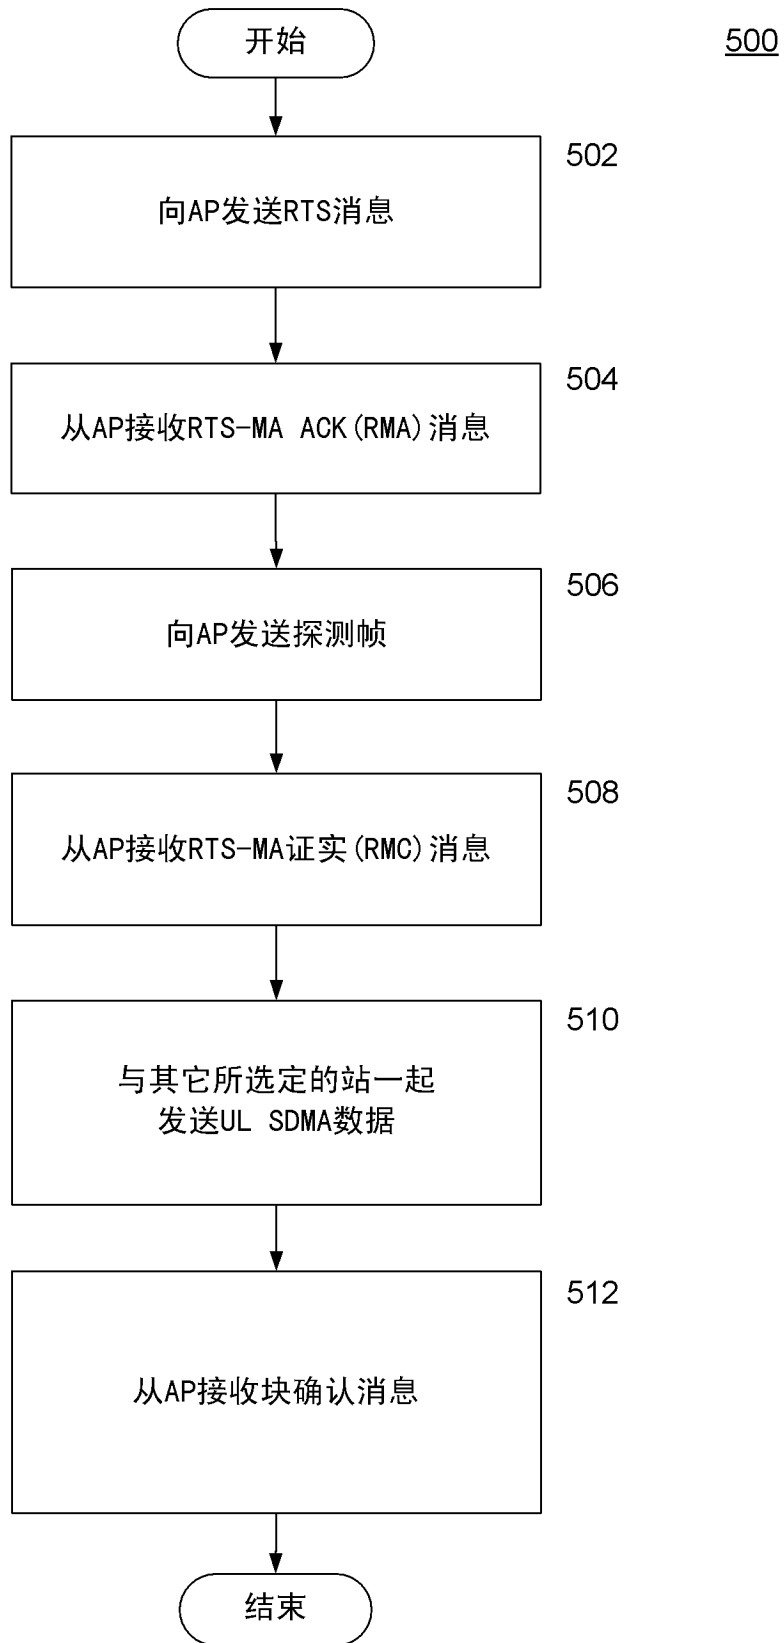 开始
500
502
向AP发送RTS消息
504
从AP接收RTS-MA ACK(RMA)消息
506
向AP发送探测帧
508
从AP接收RTS-MA证实(RMC)消息
510
与其它所选定的站一起
发送UL SDMA数据
512
从AP接收块确认消息
结束